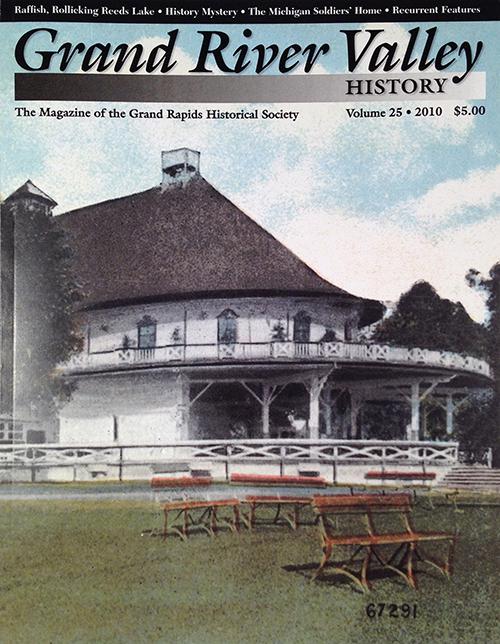 Raffish, Rollicking Reeds Lake • History Mystery • The Michigan Soldiers' Home • Recurrent Features
Grand River Valley
HISTORY
The Magazine of the Grand Rapids Historical Society Volume 25 • 2010 $5.00
67291